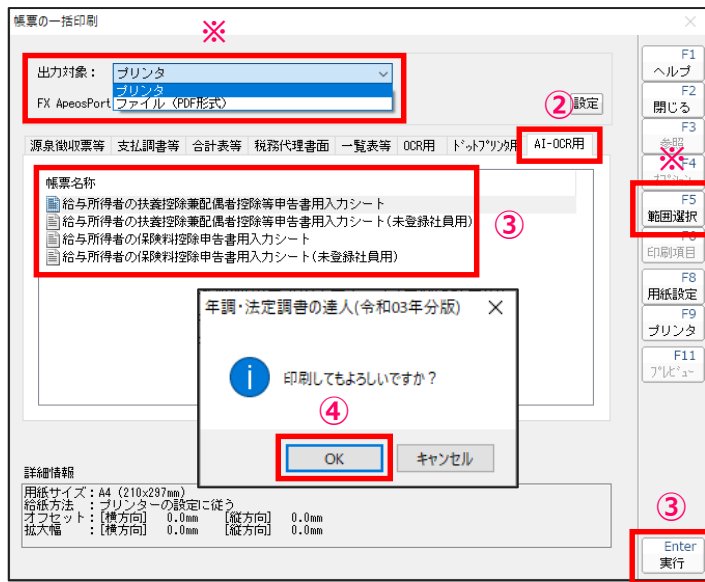 帳票の一括印刷
※
出力対象： プリンタ
プリンタ
FX ApeosPort ファイル（PDF形式）
② 設定
源泉徴収票等 支払調書等 合計表等 税務代理書面 一覧表等 OCR用 ﾄﾞｯﾄﾌﾟﾘﾝﾀ用 AI-OCR用
帳票名称
給与所得者の扶養控除兼配偶者控除等申告書用入力シート
給与所得者の扶養控除兼配偶者控除等申告書用入力シート(未登録社員用)
給与所得者の保険料控除申告書用入力シート
給与所得者の保険料控除申告書用入力シート(未登録社員用)
③
年調・法定調書の達人(令和03年分版)
印刷してもよろしいですか？
④
OK キャンセル
詳細情報
用紙サイズ：A4 (210x297mm)
給紙方法 ：プリンターの設定に従う
オフセット：[横方向] 0.0mm [縦方向] 0.0mm
拡大幅 ：[横方向] 0.0mm [縦方向] 0.0mm
F1
ヘルプ
F2
閉じる
F3
参照
※
F4
ｵﾌﾟｼｮﾝ
F5
範囲選択
F6
印刷項目
F8
用紙設定
F9
プリンタ
F11
ﾌﾟﾚﾋﾞｭｰ
③
Enter
実行